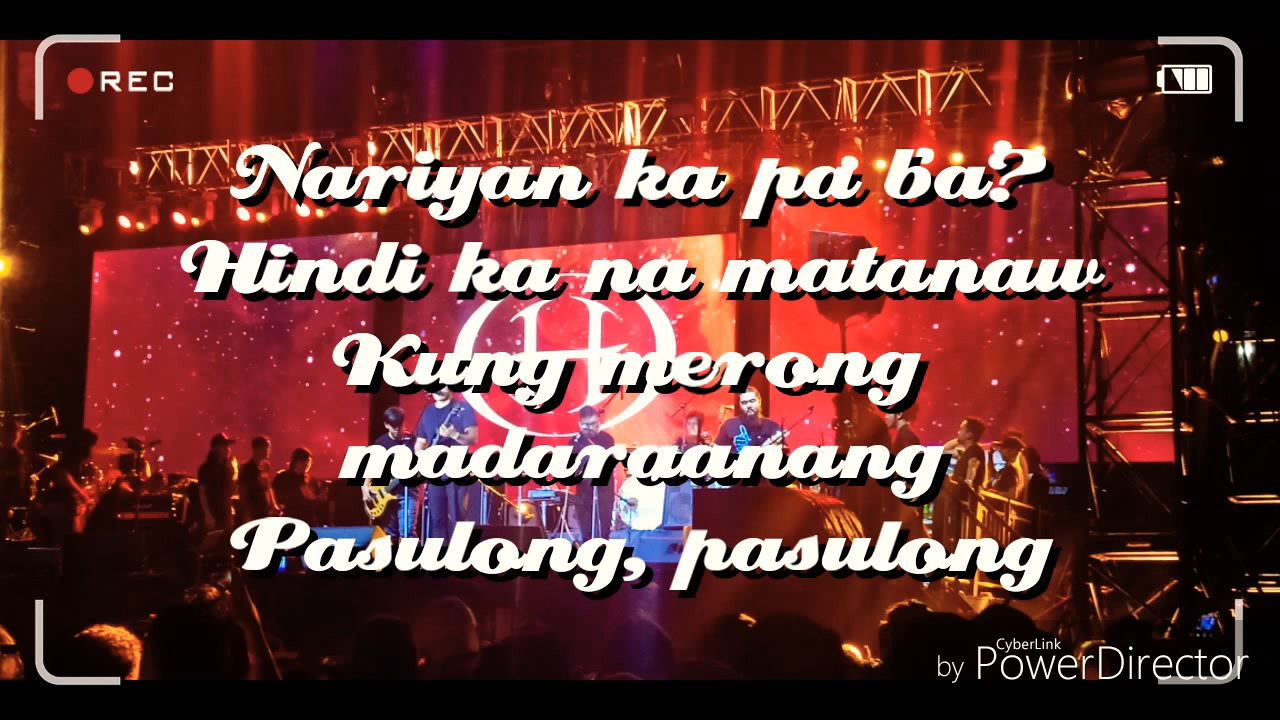 REC
Nariyan ka pa ba?
Hindi ka na matanaw
Kung merong
madaraanang
Pasulong, pasulong
CyberLink
by PowerDirector